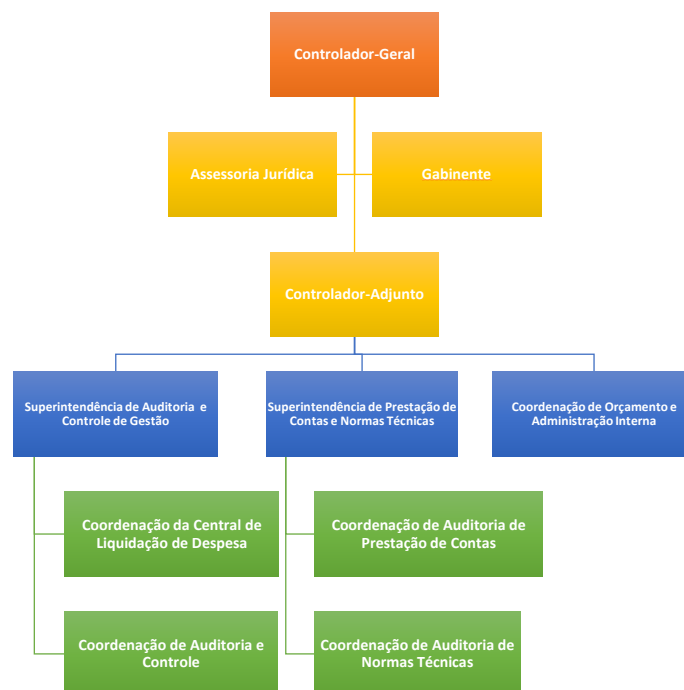 Controlador-Geral
Assessoria Jurídica
Gabinente
Controlador-Adjunto
Superintendência de Auditoria e
Controle de Gestão
Superintendência de Prestação de
Contas e Normas Técnicas
Coordenação de Orçamento e
Administração Interna
Coordenação da Central de
Liquidação de Despesa
Coordenação de Auditoria de
Prestação de Contas
Coordenação de Auditoria e
Controle
Coordenação de Auditoria de
Normas Técnicas